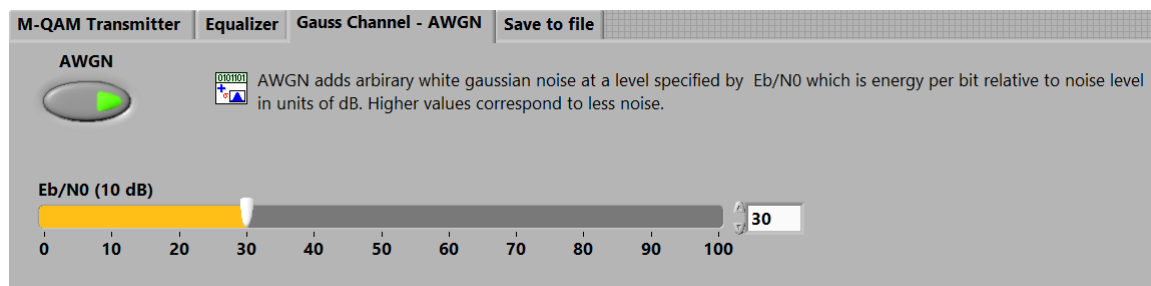 M-QAM Transmitter Equalizer Gauss Channel - AWGN Save to file
AWGN
0101101
AWGN adds arbirary white gaussian noise at a level specified by Eb/N0 which is energy per bit relative to noise level
in units of dB. Higher values correspond to less noise.
Eb/N0 (10 dB)
30
0 10 20 30 40 50 60 70 80 90 100